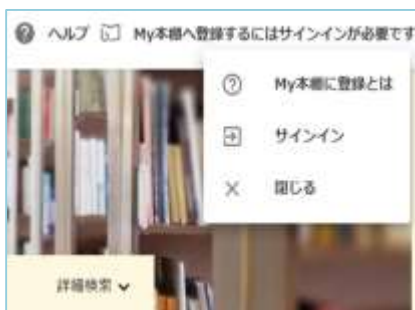 ヘルプ My本棚へ登録するにはサインインが必要です
My本棚に登録とは
サインイン
閉じる
詳細検索